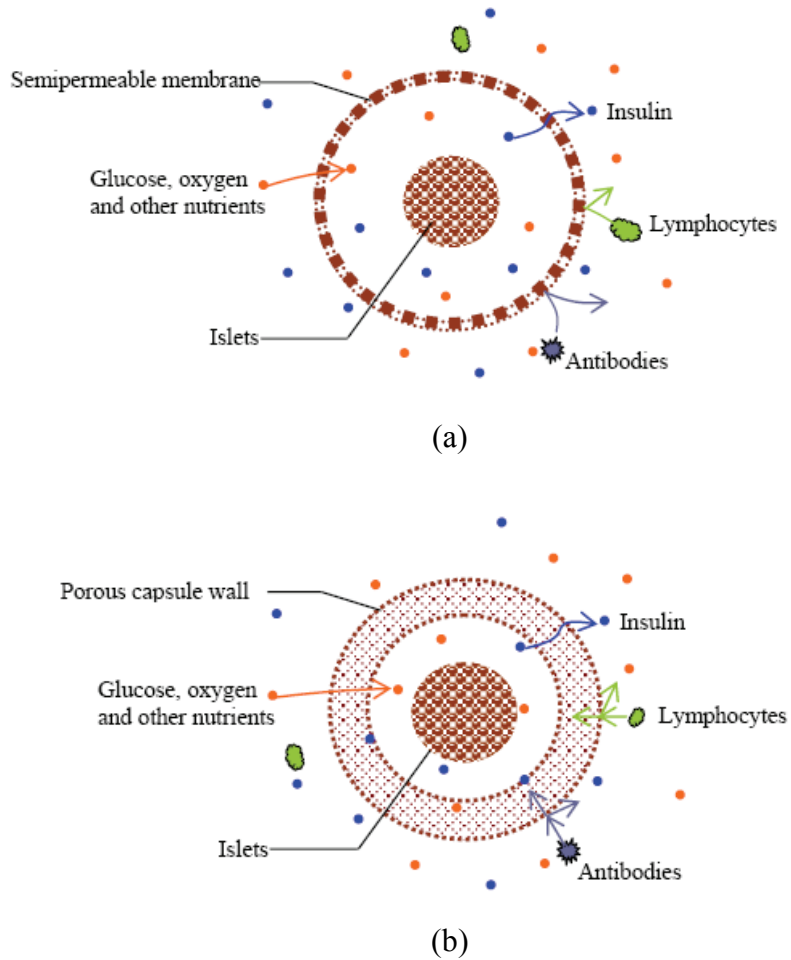 Semipermeable membrane
Insulin
Glucose, oxygen
and other nutrients
Lymphocytes
Islets
Antibodies
(a)
Porous capsule wall
Insulin
Glucose, oxygen
and other nutrients
Lymphocytes
Islets
Antibodies
(b)